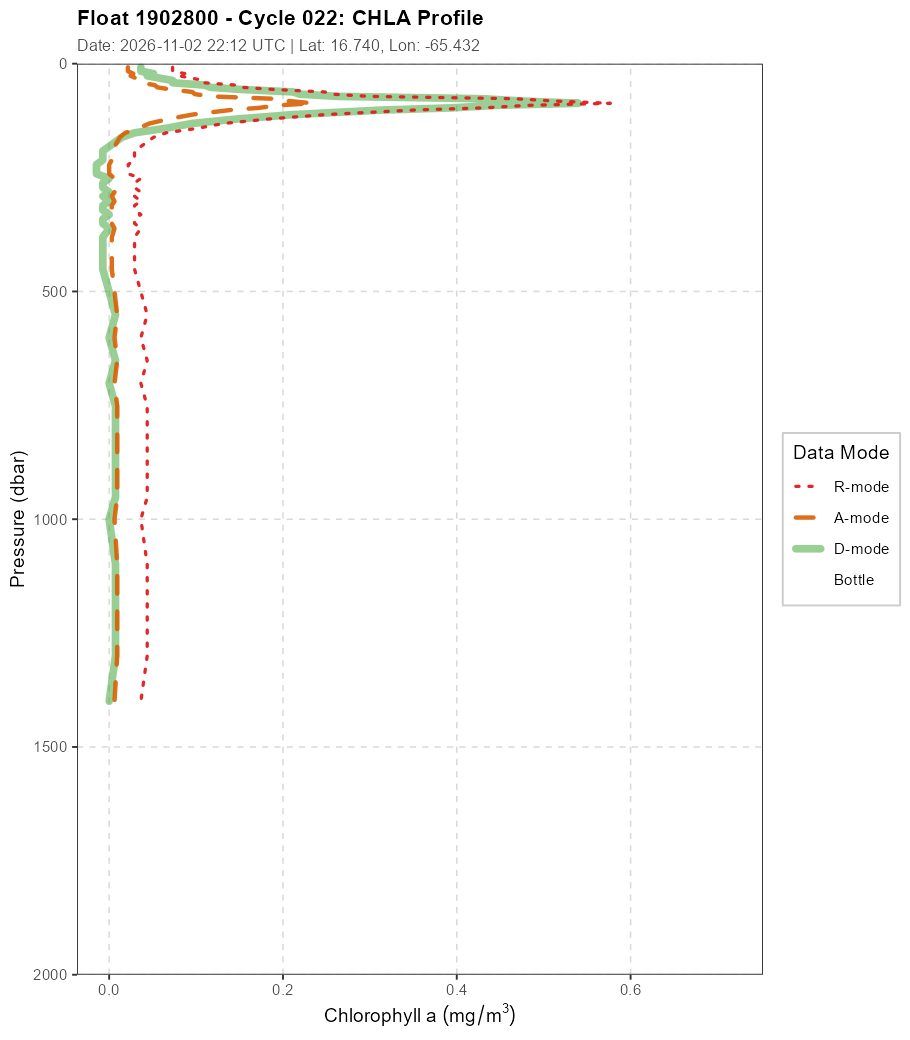 Float 1902800 - Cycle 022: CHLA Profile
Date: 2026-11-02 22:12 UTC | Lat: 16.740, Lon: -65.432
0
500
1000
1500
2000
Pressure (dbar)
0.0 0.2 0.4 0.6
Chlorophyll a (mg/m³)
Data Mode
R-mode
A-mode
D-mode
Bottle